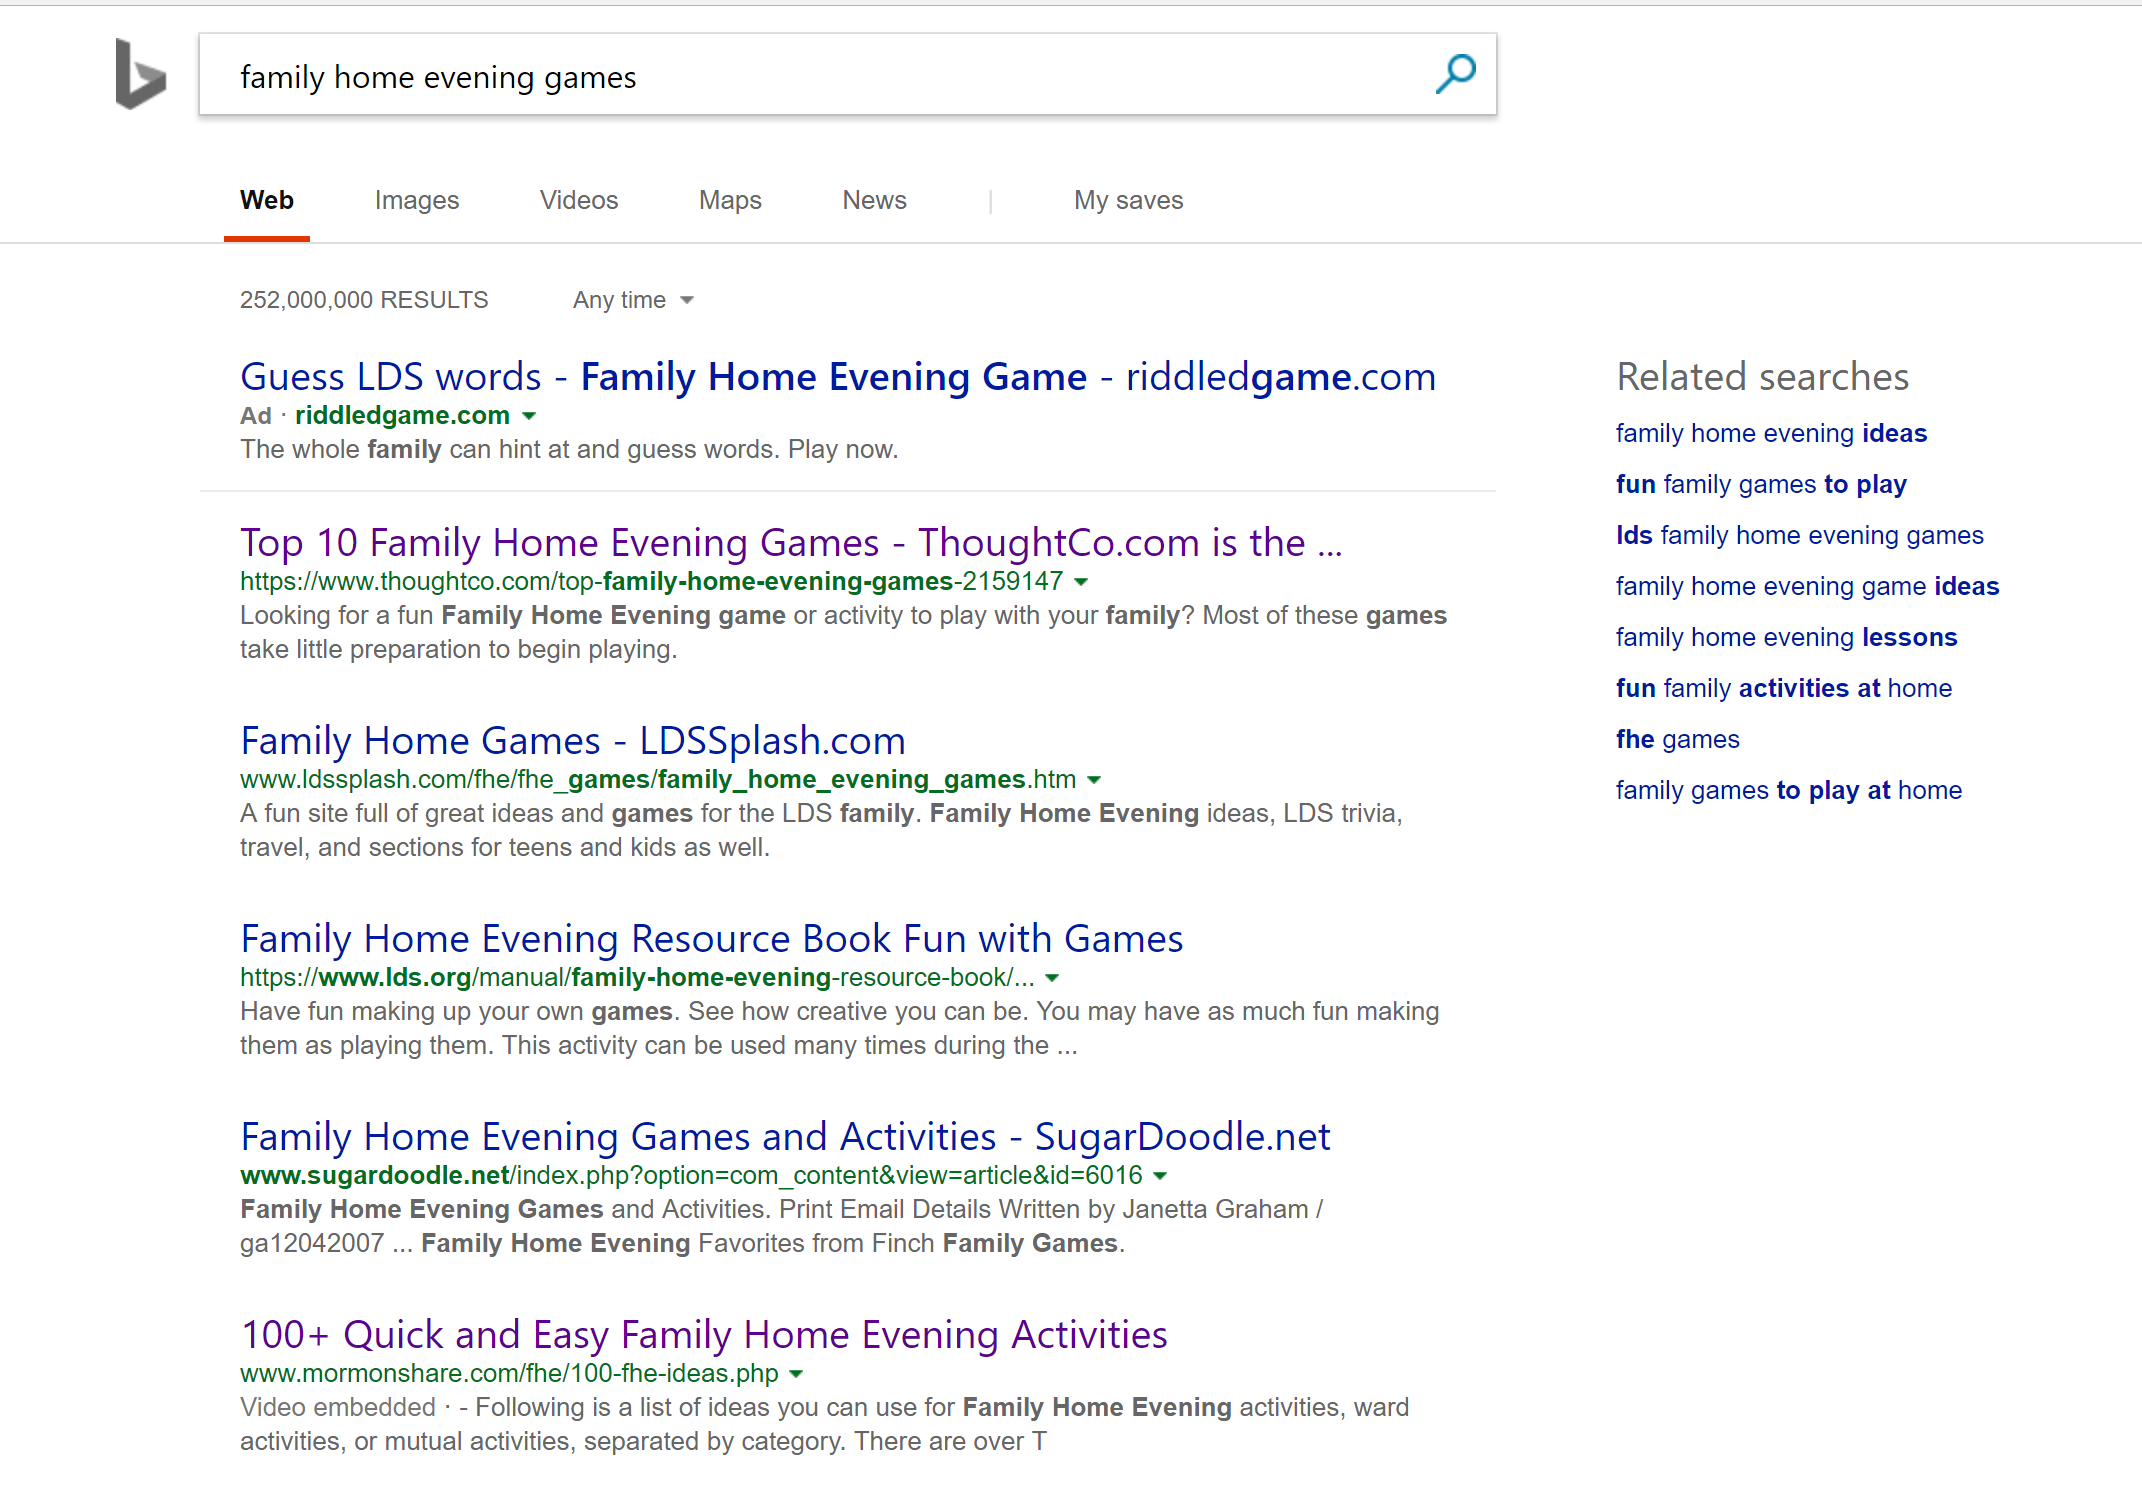 family home evening games
Web Images Videos Maps News | My saves
252,000,000 RESULTS Any time
Guess LDS words - Family Home Evening Game - riddledgame.com
Ad · riddledgame.com
The whole family can hint at and guess words. Play now.
Top 10 Family Home Evening Games - ThoughtCo.com is the ...
https://www.thoughtco.com/top-family-home-evening-games-2159147
Looking for a fun Family Home Evening game or activity to play with your family? Most of these games
take little preparation to begin playing.
Family Home Games - LDSSplash.com
www.ldssplash.com/fhe/fhe_games/family_home_evening_games.htm
A fun site full of great ideas and games for the LDS family. Family Home Evening ideas, LDS trivia,
travel, and sections for teens and kids as well.
Family Home Evening Resource Book Fun with Games
https://www.lds.org/manual/family-home-evening-resource-book/...
Have fun making up your own games. See how creative you can be. You may have as much fun making
them as playing them. This activity can be used many times during the ...
Family Home Evening Games and Activities - SugarDoodle.net
www.sugardoodle.net/index.php?option=com_content&view=article&id=6016
Family Home Evening Games and Activities. Print Email Details Written by Janetta Graham /
ga12042007 ... Family Home Evening Favorites from Finch Family Games.
100+ Quick and Easy Family Home Evening Activities
www.mormonshare.com/fhe/100-fhe-ideas.php
Video embedded · - Following is a list of ideas you can use for Family Home Evening activities, ward
activities, or mutual activities, separated by category. There are over T
Related searches
family home evening ideas
fun family games to play
lds family home evening games
family home evening game ideas
family home evening lessons
fun family activities at home
fhe games
family games to play at home